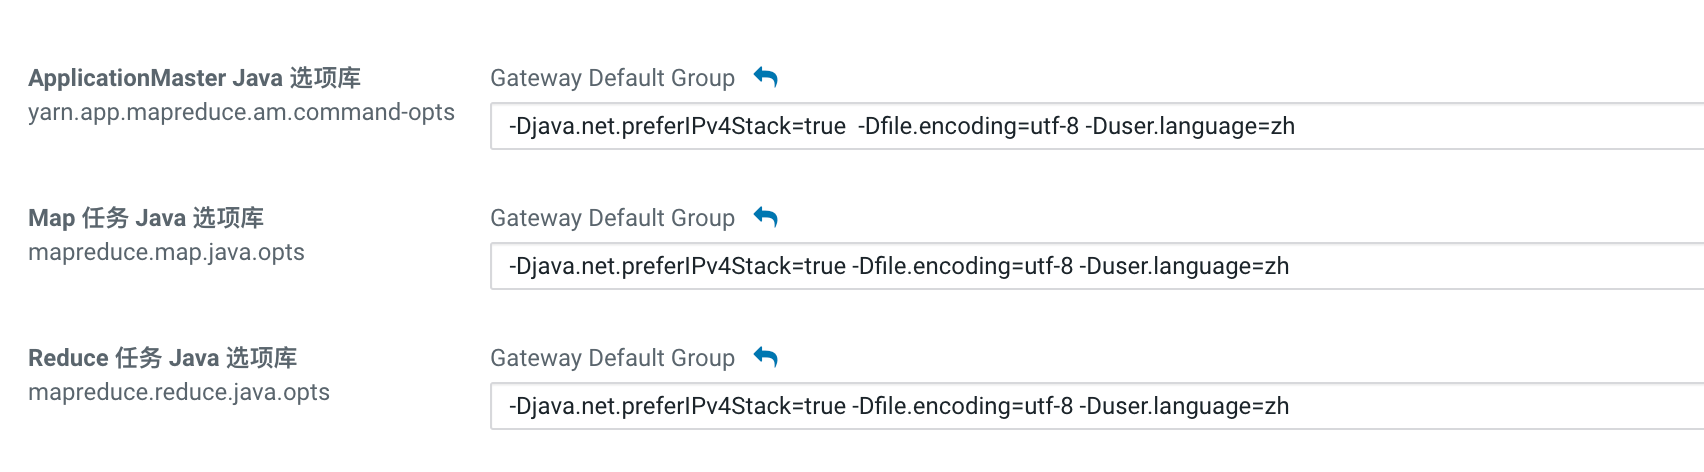 ApplicationMaster Java 选项库
Gateway Default Group
yarn.app.mapreduce.am.command-opts
-Djava.net.preferIPv4Stack=true  -Dfile.encoding=utf-8 -Duser.language=zh
Map 任务 Java 选项库
Gateway Default Group
mapreduce.map.java.opts
-Djava.net.preferIPv4Stack=true -Dfile.encoding=utf-8 -Duser.language=zh
Reduce 任务 Java 选项库
Gateway Default Group
mapreduce.reduce.java.opts
-Djava.net.preferIPv4Stack=true -Dfile.encoding=utf-8 -Duser.language=zh